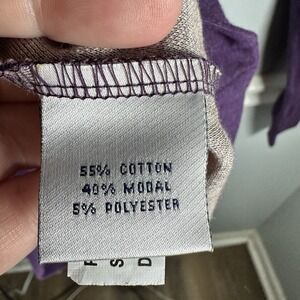 55% COTTON
40% MODAL
5% POLYESTER